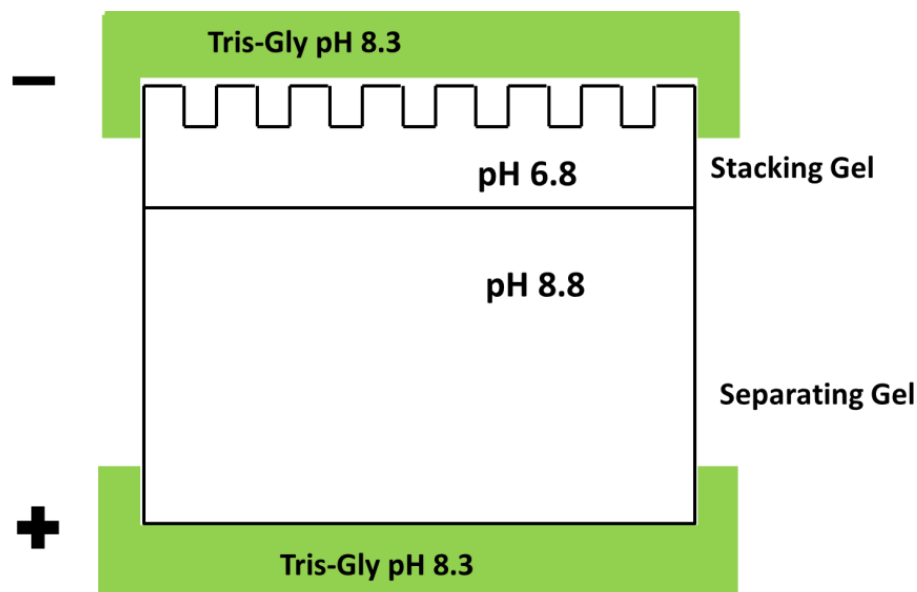 Tris-Gly pH 8.3
−
pH 6.8
Stacking Gel
pH 8.8
Separating Gel
+
Tris-Gly pH 8.3